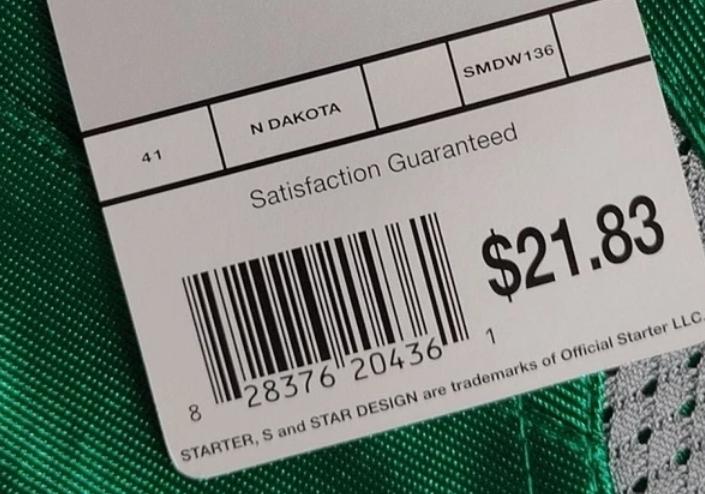 41 N DAKOTA SMDW136
Satisfaction Guaranteed
$21.83
8 28376 20436 1
STARTER, S and STAR DESIGN are trademarks of Official Starter LLC.